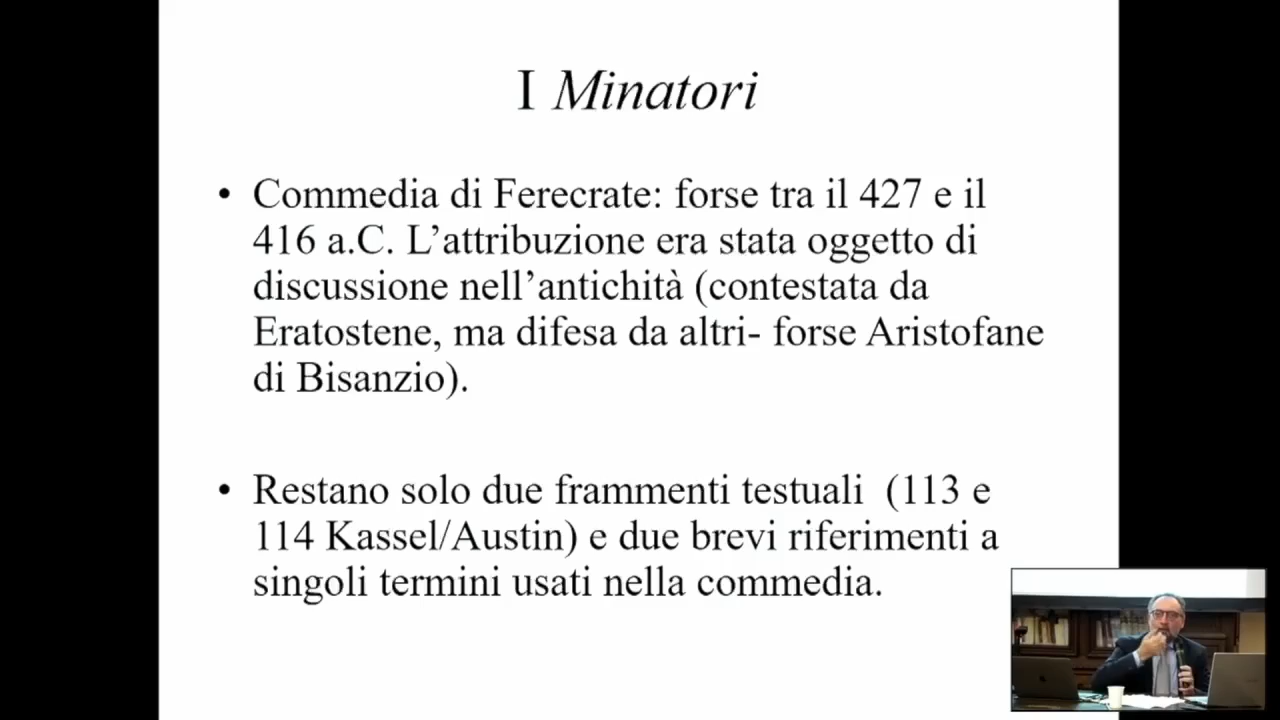 I Minatori
• Commedia di Ferecrate: forse tra il 427 e il
416 a.C. L’attribuzione era stata oggetto di
discussione nell’antichità (contestata da
Eratostene, ma difesa da altri- forse Aristofane
di Bisanzio).
• Restano solo due frammenti testuali  (113 e
114 Kassel/Austin) e due brevi riferimenti a
singoli termini usati nella commedia.